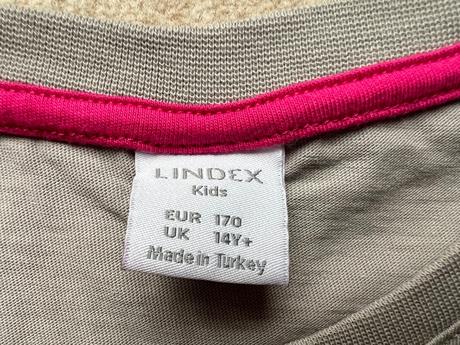 LINDEX
Kids
EUR 170
UK 14Y+
Made in Turkey